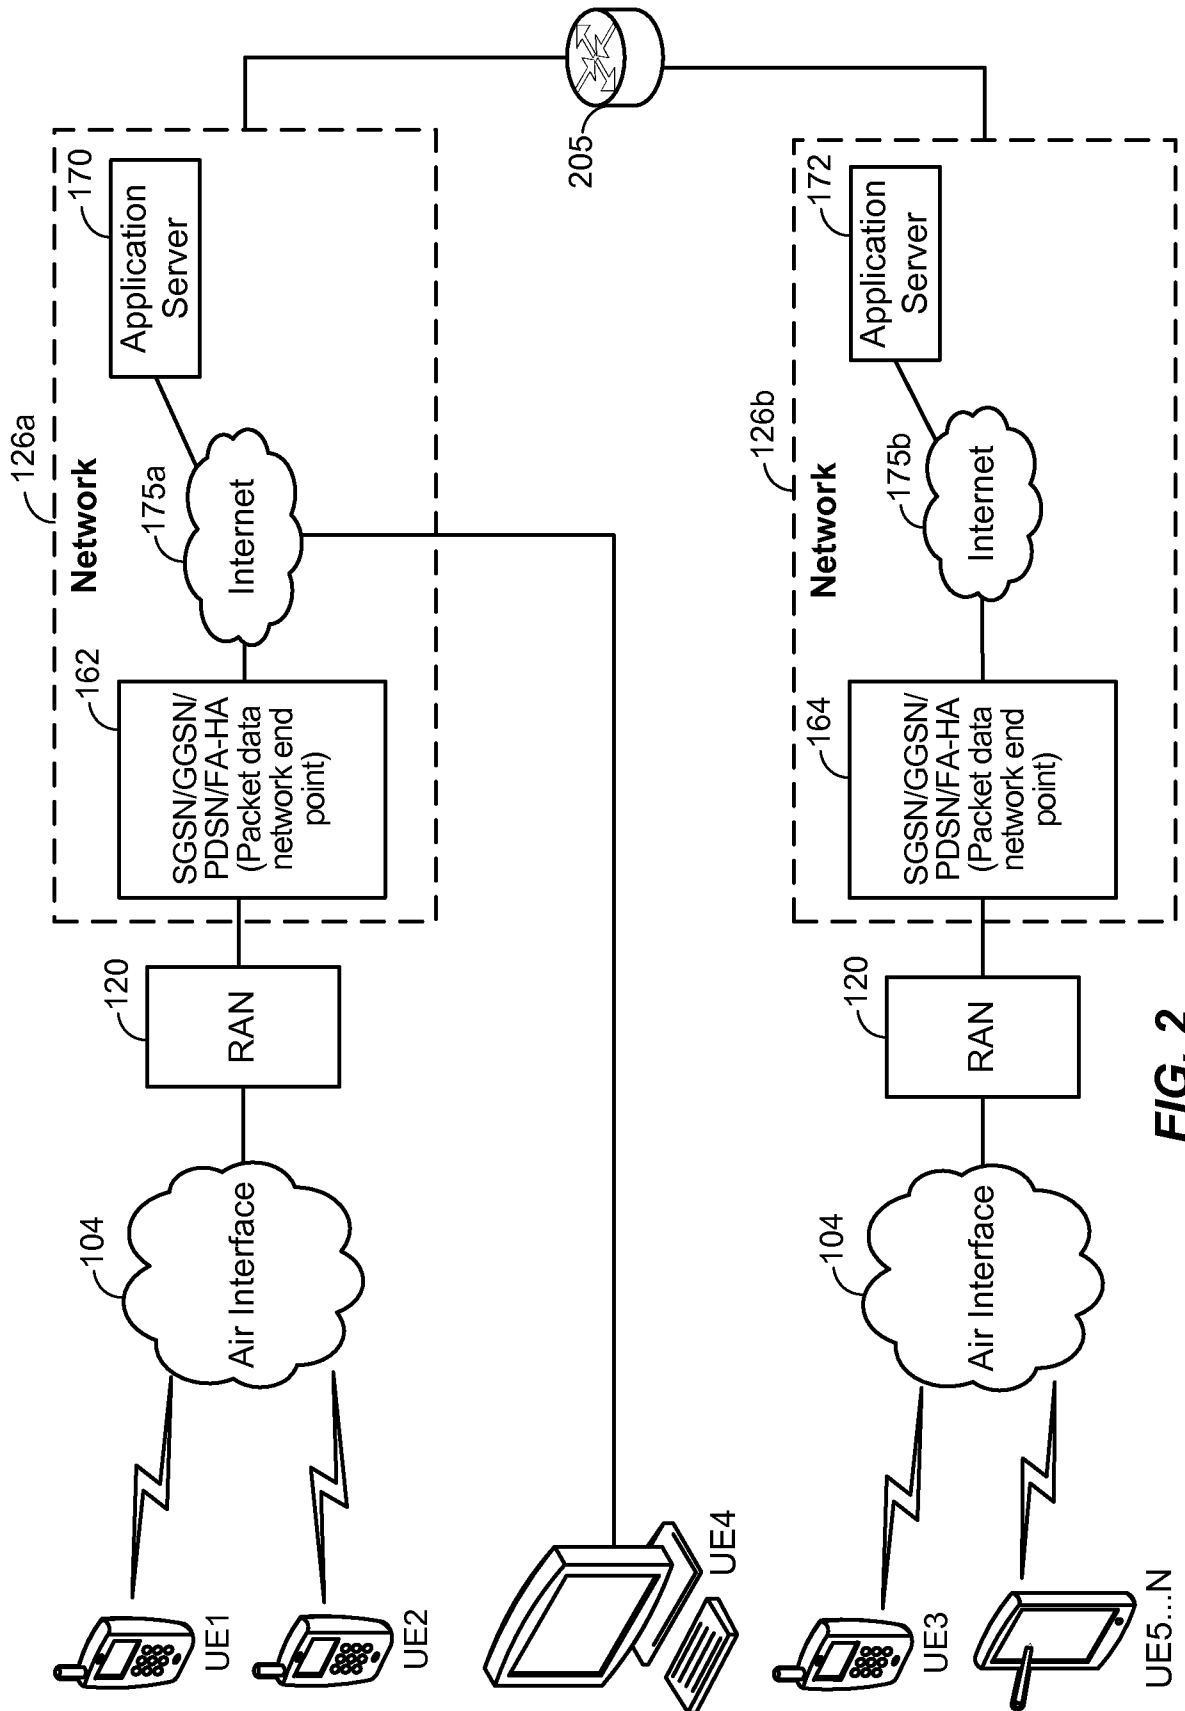 UE1
UE2
UE4
UE3
UE5...N
104
Air Interface
120
RAN
126a
Network
162
SGSN/GGSN/
PDSN/FA-HA
(Packet data
network end
point)
175a
Internet
170
Application
Server
205
104
Air Interface
120
RAN
126b
Network
164
SGSN/GGSN/
PDSN/FA-HA
(Packet data
network end
point)
175b
Internet
172
Application
Server
FIG. 2